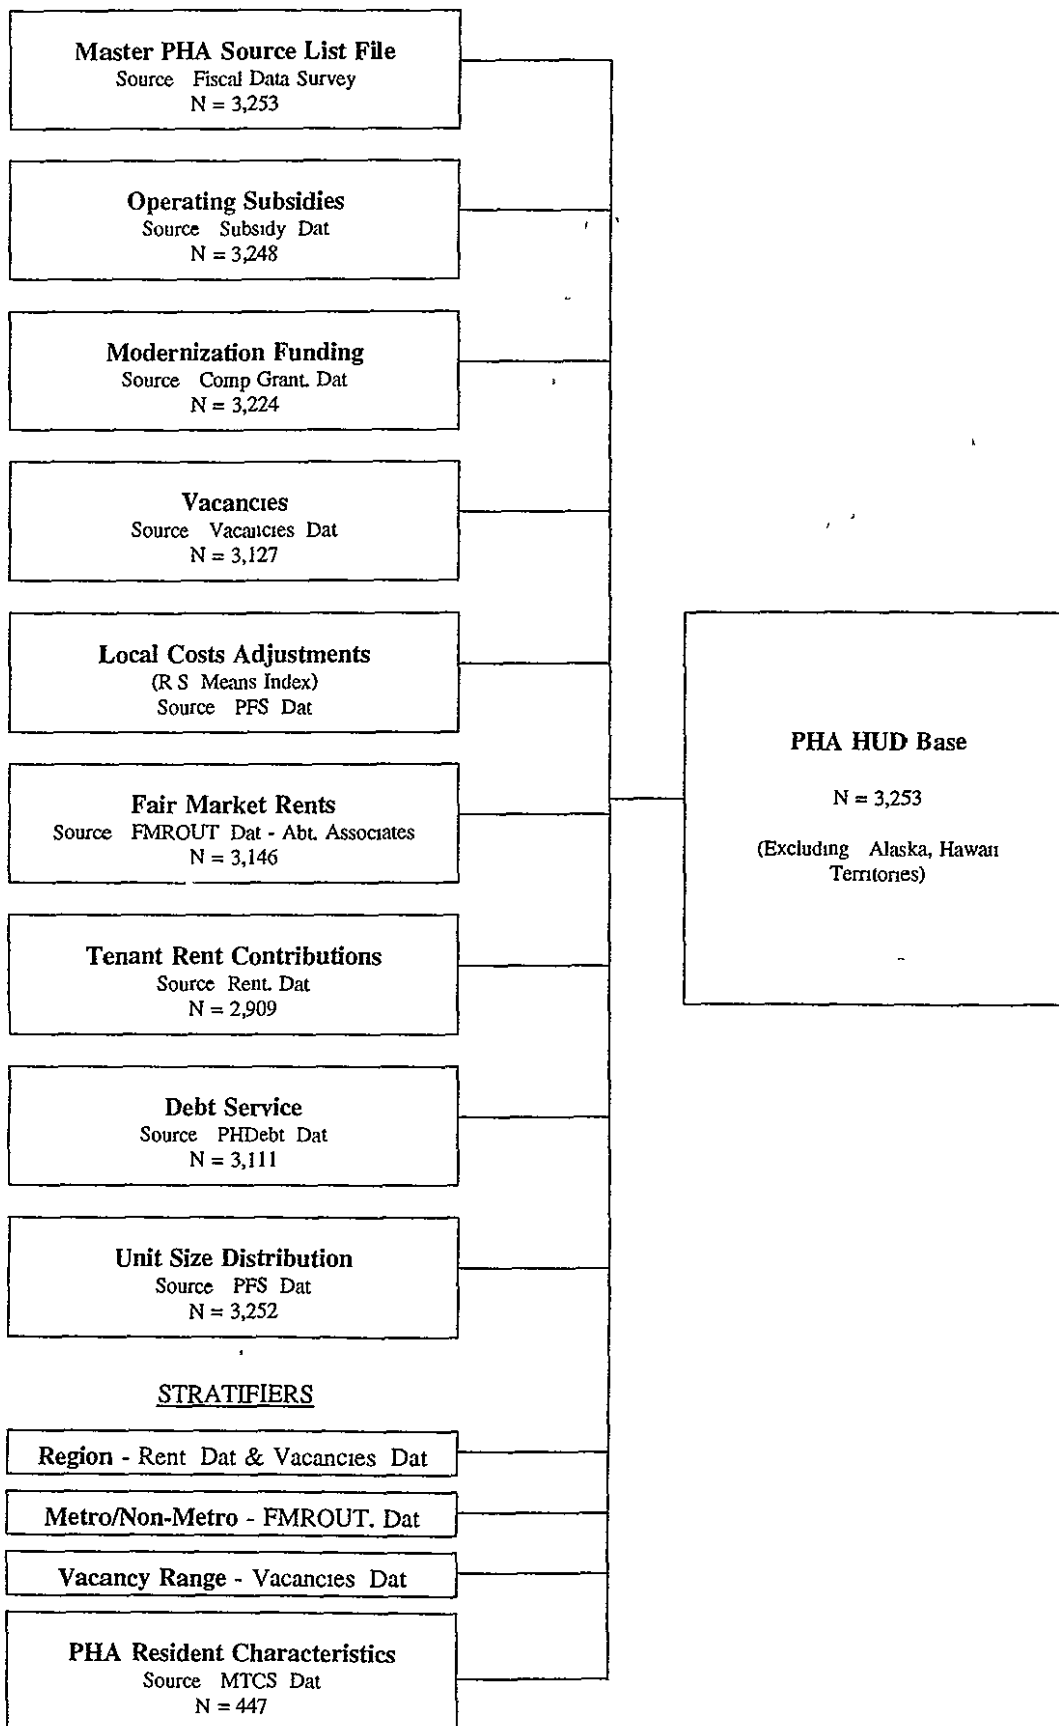 Master PHA Source List File
Source Fiscal Data Survey
N = 3,253
Operating Subsidies
Source Subsidy Dat
N = 3,248
Modernization Funding
Source Comp Grant. Dat
N = 3,224
Vacancies
Source Vacancies Dat
N = 3,127
Local Costs Adjustments
(R S Means Index)
Source PFS Dat
Fair Market Rents
Source FMROUT Dat - Abt. Associates
N = 3,146
Tenant Rent Contributions
Source Rent. Dat
N = 2,909
Debt Service
Source PHDebt Dat
N = 3,111
Unit Size Distribution
Source PFS Dat
N = 3,252
STRATIFIERS
Region - Rent Dat & Vacancies Dat
Metro/Non-Metro - FMROUT. Dat
Vacancy Range - Vacancies Dat
PHA Resident Characteristics
Source MTCS Dat
N = 447
PHA HUD Base
N = 3,253
(Excluding Alaska, Hawaii
Territories)